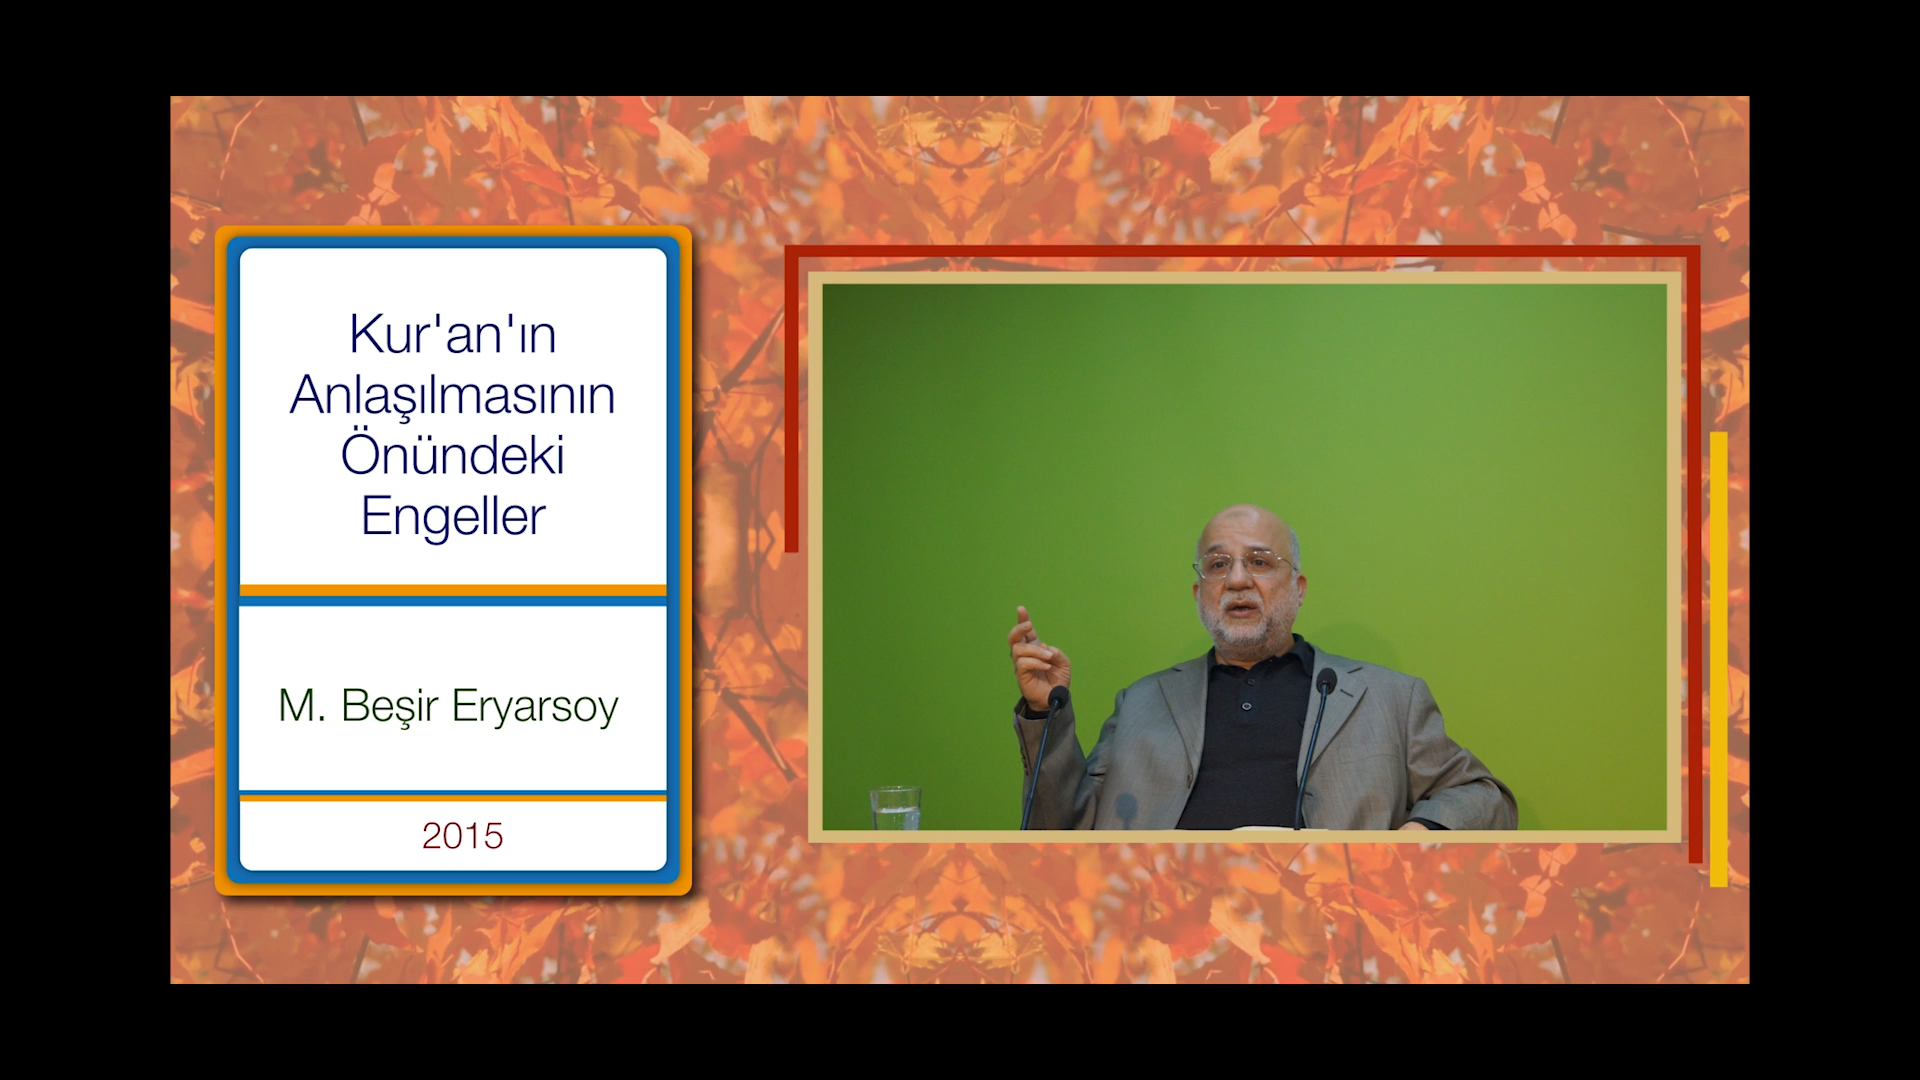 Kur'an'ın
Anlaşılmasının
Önündeki
Engeller
M. Beşir Eryarsoy
2015